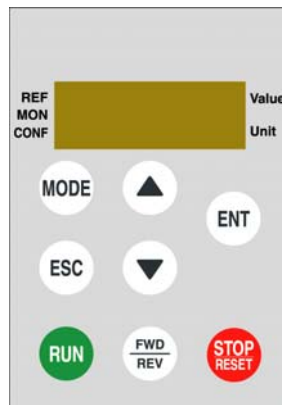 REF
MON
CONF
Value
Unit
MODE
ENT
ESC
RUN
FWD
REV
STOP
RESET